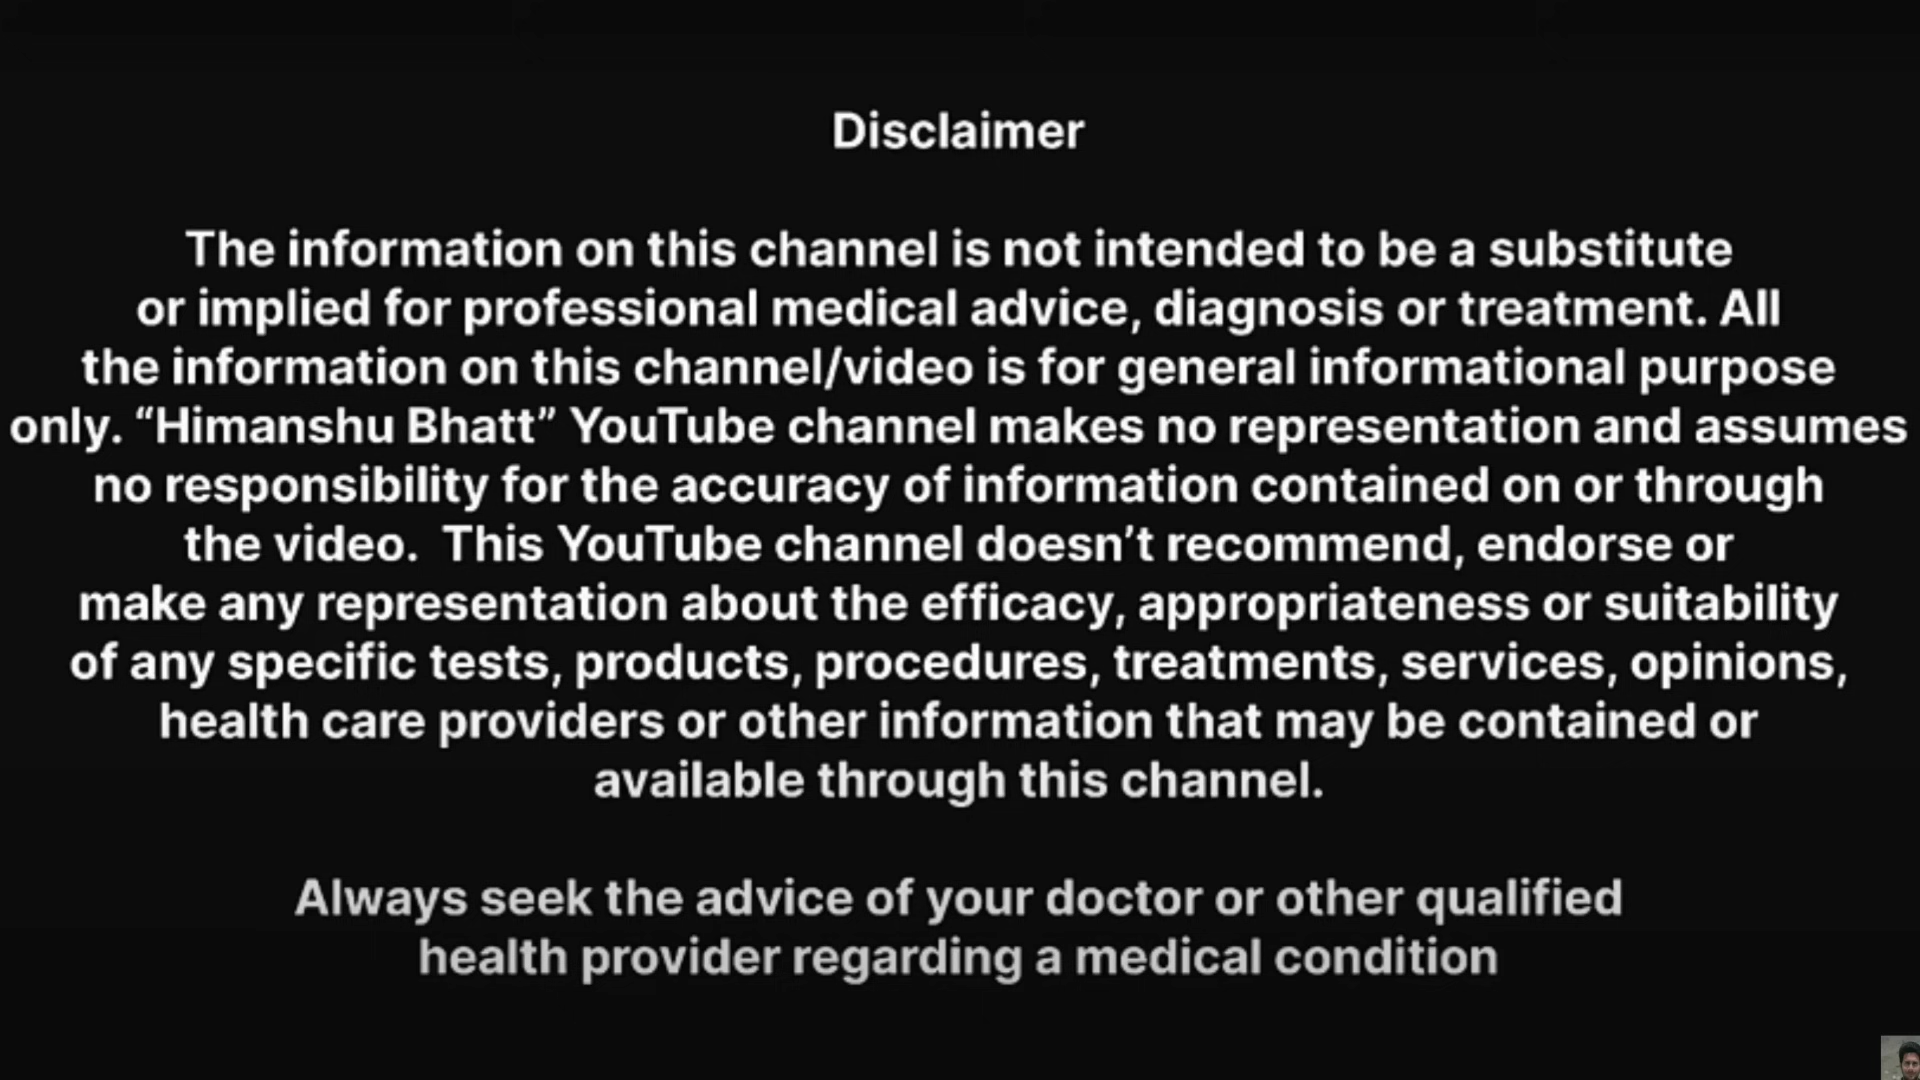 Disclaimer
The information on this channel is not intended to be a substitute
or implied for professional medical advice, diagnosis or treatment. All
the information on this channel/video is for general informational purpose
only. “Himanshu Bhatt” YouTube channel makes no representation and assumes
no responsibility for the accuracy of information contained on or through
the video.  This YouTube channel doesn’t recommend, endorse or
make any representation about the efficacy, appropriateness or suitability
of any specific tests, products, procedures, treatments, services, opinions,
health care providers or other information that may be contained or
available through this channel.
Always seek the advice of your doctor or other qualified
health provider regarding a medical condition